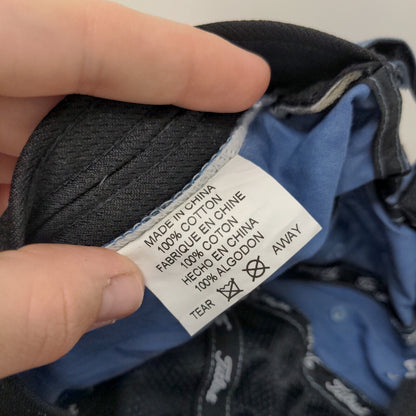 MADE IN CHINA
100% COTTON
FABRIQUE EN CHINE
100% COTON
HECHO EN CHINA
100% ALGODON
TEAR AWAY